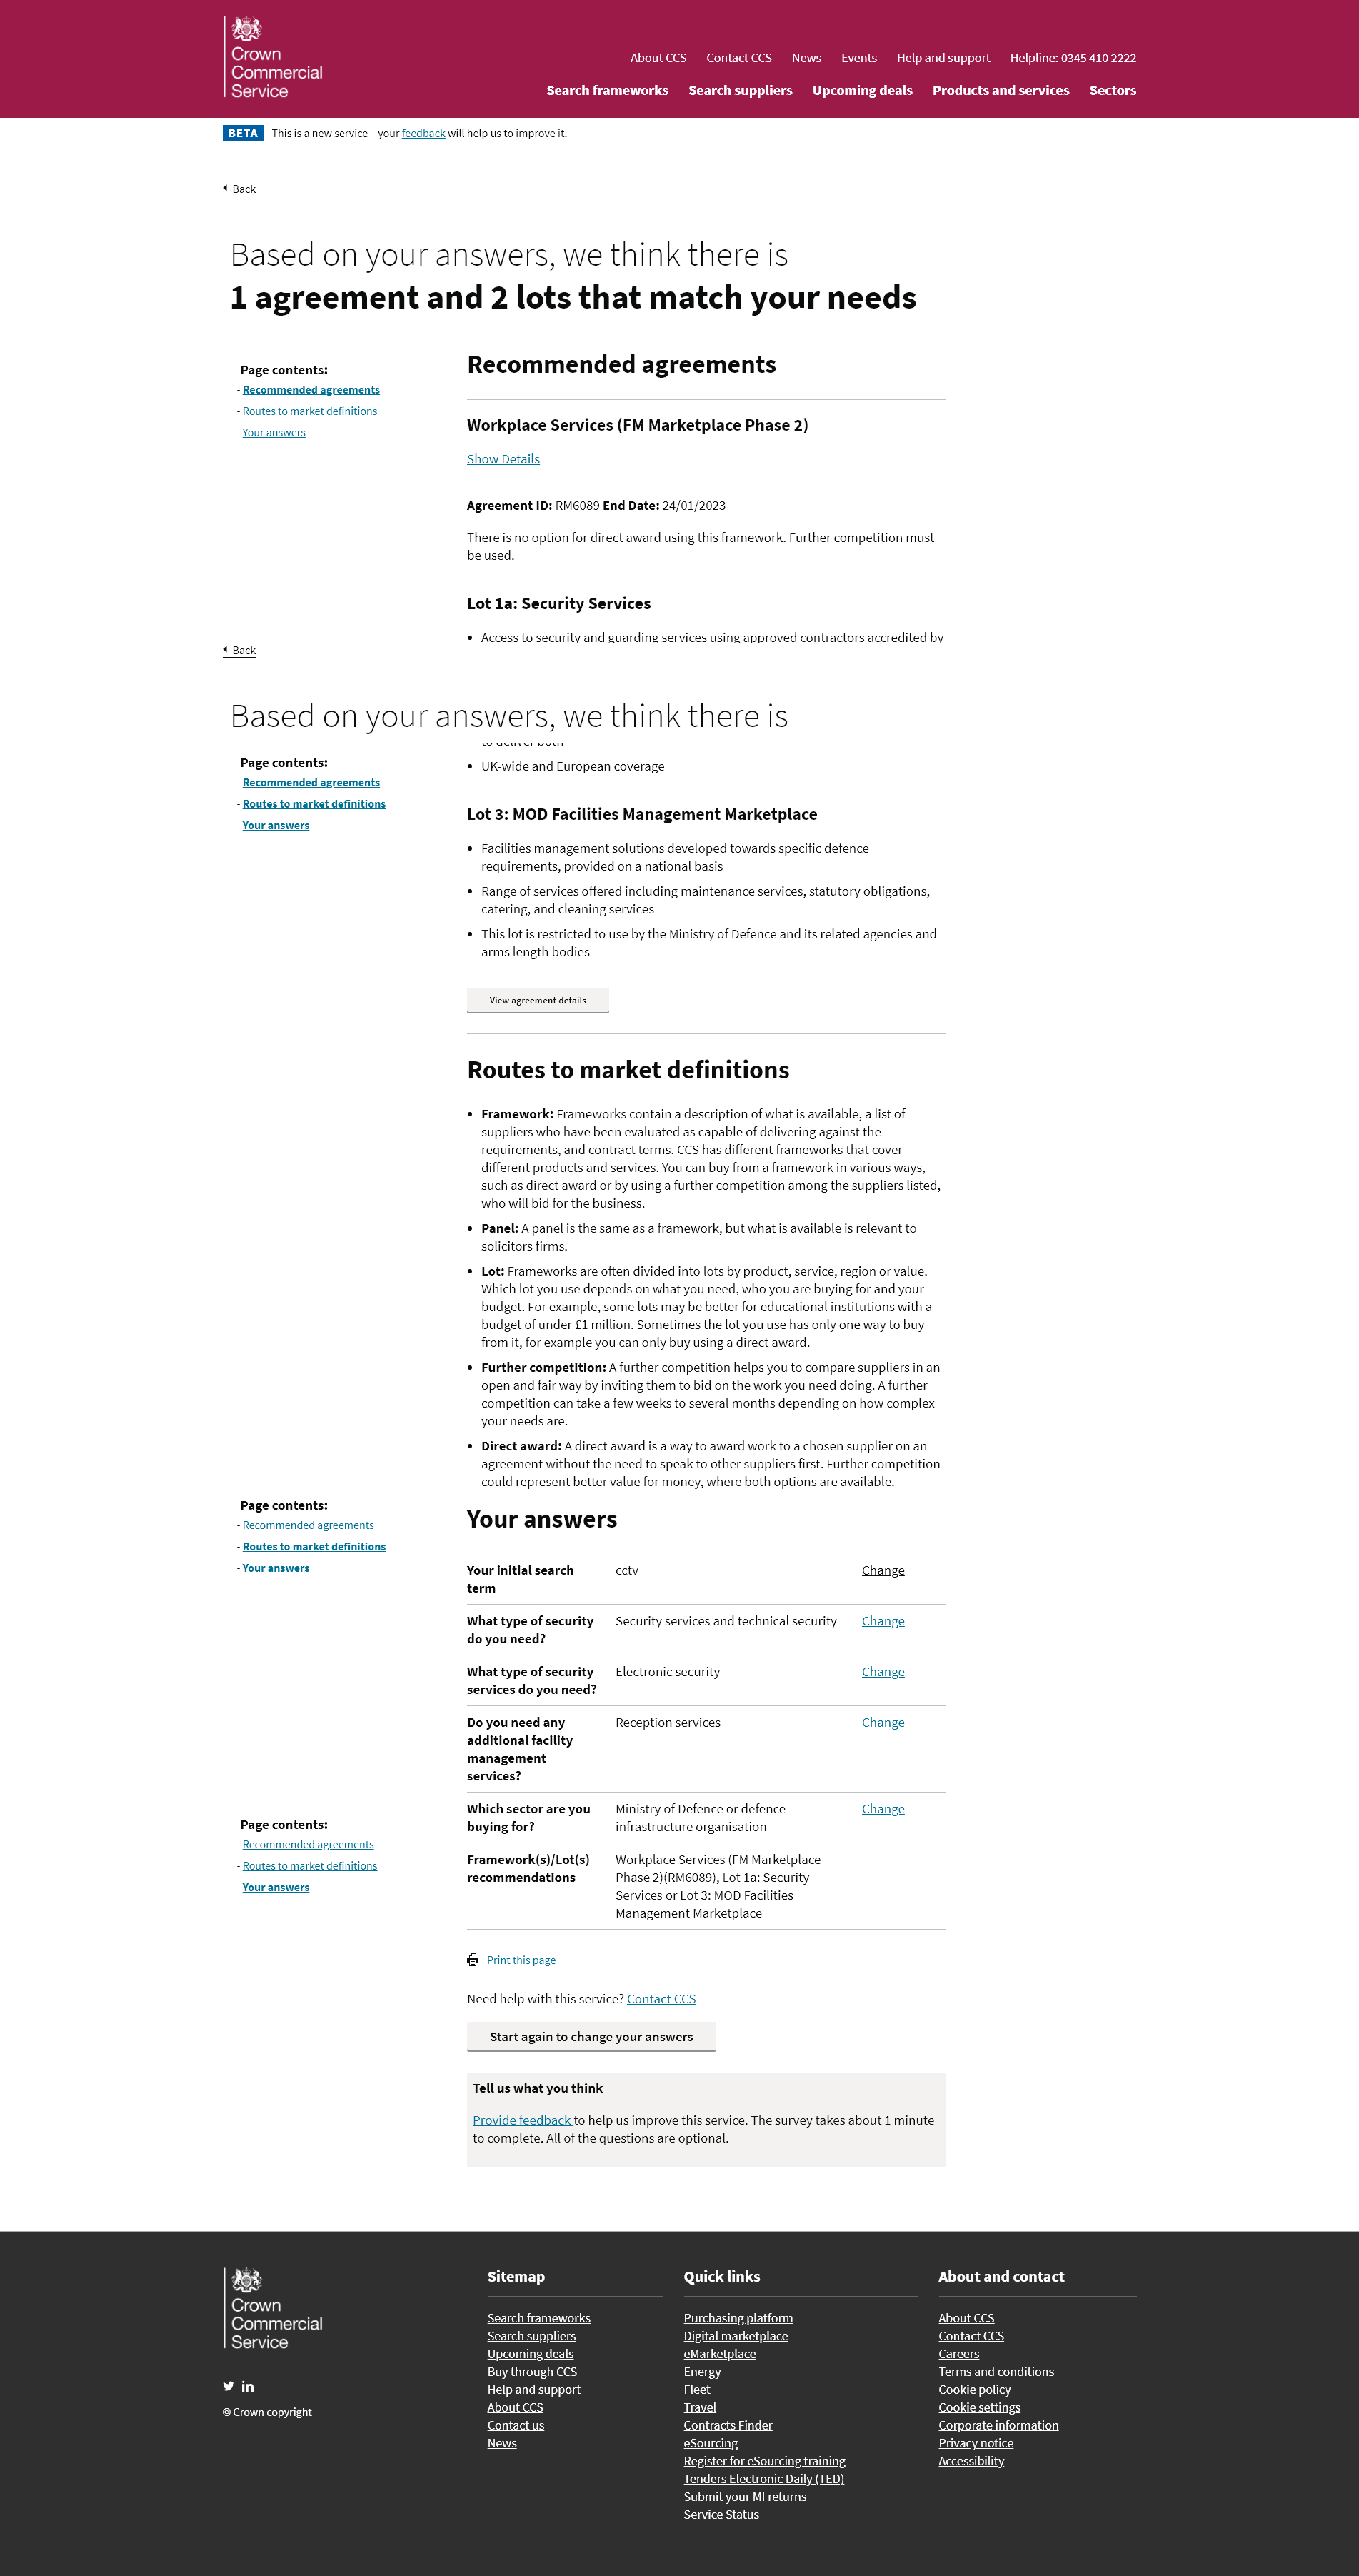 Crown
Commercial
Service
About CCS Contact CCS News Events Help and support Helpline: 0345 410 2222
Search frameworks Search suppliers Upcoming deals Products and services Sectors
BETA This is a new service – your feedback will help us to improve it.
Back
Based on your answers, we think there is
1 agreement and 2 lots that match your needs
Page contents:
- Recommended agreements
- Routes to market definitions
- Your answers
Recommended agreements
Workplace Services (FM Marketplace Phase 2)
Show Details
Agreement ID: RM6089 End Date: 24/01/2023
There is no option for direct award using this framework. Further competition must
be used.
Lot 1a: Security Services
• Access to security and guarding services using approved contractors accredited by
Back
Based on your answers, we think there is
to deliver both
Page contents:
- Recommended agreements
- Routes to market definitions
- Your answers
• UK-wide and European coverage
Lot 3: MOD Facilities Management Marketplace
• Facilities management solutions developed towards specific defence
requirements, provided on a national basis
• Range of services offered including maintenance services, statutory obligations,
catering, and cleaning services
• This lot is restricted to use by the Ministry of Defence and its related agencies and
arms length bodies
View agreement details
Routes to market definitions
• Framework: Frameworks contain a description of what is available, a list of
suppliers who have been evaluated as capable of delivering against the
requirements, and contract terms. CCS has different frameworks that cover
different products and services. You can buy from a framework in various ways,
such as direct award or by using a further competition among the suppliers listed,
who will bid for the business.
• Panel: A panel is the same as a framework, but what is available is relevant to
solicitors firms.
• Lot: Frameworks are often divided into lots by product, service, region or value.
Which lot you use depends on what you need, who you are buying for and your
budget. For example, some lots may be better for educational institutions with a
budget of under £1 million. Sometimes the lot you use has only one way to buy
from it, for example you can only buy using a direct award.
• Further competition: A further competition helps you to compare suppliers in an
open and fair way by inviting them to bid on the work you need doing. A further
competition can take a few weeks to several months depending on how complex
your needs are.
• Direct award: A direct award is a way to award work to a chosen supplier on an
agreement without the need to speak to other suppliers first. Further competition
could represent better value for money, where both options are available.
Page contents:
- Recommended agreements
- Routes to market definitions
- Your answers
Your answers
Your initial search
term
cctv
Change
What type of security
do you need?
Security services and technical security
Change
What type of security
services do you need?
Electronic security
Change
Do you need any
additional facility
management
services?
Reception services
Change
Which sector are you
buying for?
Ministry of Defence or defence
infrastructure organisation
Change
Page contents:
- Recommended agreements
- Routes to market definitions
- Your answers
Framework(s)/Lot(s)
recommendations
Workplace Services (FM Marketplace
Phase 2)(RM6089), Lot 1a: Security
Services or Lot 3: MOD Facilities
Management Marketplace
Print this page
Need help with this service? Contact CCS
Start again to change your answers
Tell us what you think
Provide feedback to help us improve this service. The survey takes about 1 minute
to complete. All of the questions are optional.
Crown
Commercial
Service
© Crown copyright
Sitemap
Search frameworks
Search suppliers
Upcoming deals
Buy through CCS
Help and support
About CCS
Contact us
News
Quick links
Purchasing platform
Digital marketplace
eMarketplace
Energy
Fleet
Travel
Contracts Finder
eSourcing
Register for eSourcing training
Tenders Electronic Daily (TED)
Submit your MI returns
Service Status
About and contact
About CCS
Contact CCS
Careers
Terms and conditions
Cookie policy
Cookie settings
Corporate information
Privacy notice
Accessibility